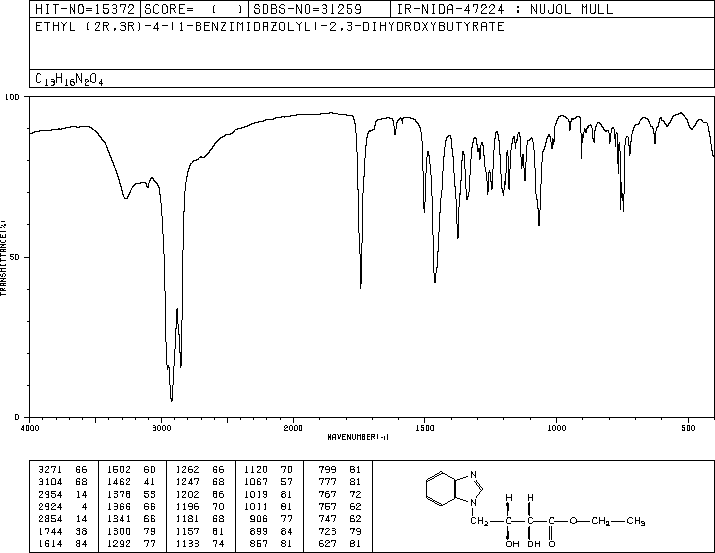 HIT-NO=15372 SCORE= ( ) SDBS-NO=31259 IR-NIDA-47224 : NUJOL MULL
ETHYL (2R,3R)-4-(1-BENZIMIDAZOLYL)-2,3-DIHYDROXYBUTYRATE
C13H16N2O4
100
50
0
TRANSMITTANCE(%)
4000 3000 2000 1500 1000 500
WAVENUMBER(-1)
3271 66 1502 60 1262 66 1120 70 799 81
3104 68 1462 41 1247 68 1067 57 777 81
2954 14 1378 55 1202 86 1019 81 767 72
2924 4 1366 66 1196 70 1011 81 757 62
2854 14 1341 66 1181 68 906 77 747 62
1744 38 1300 79 1157 81 899 84 723 79
1614 84 1292 77 1133 74 867 81 627 81
N
N H H
CH2 C C C O CH2 CH3
OH OH O